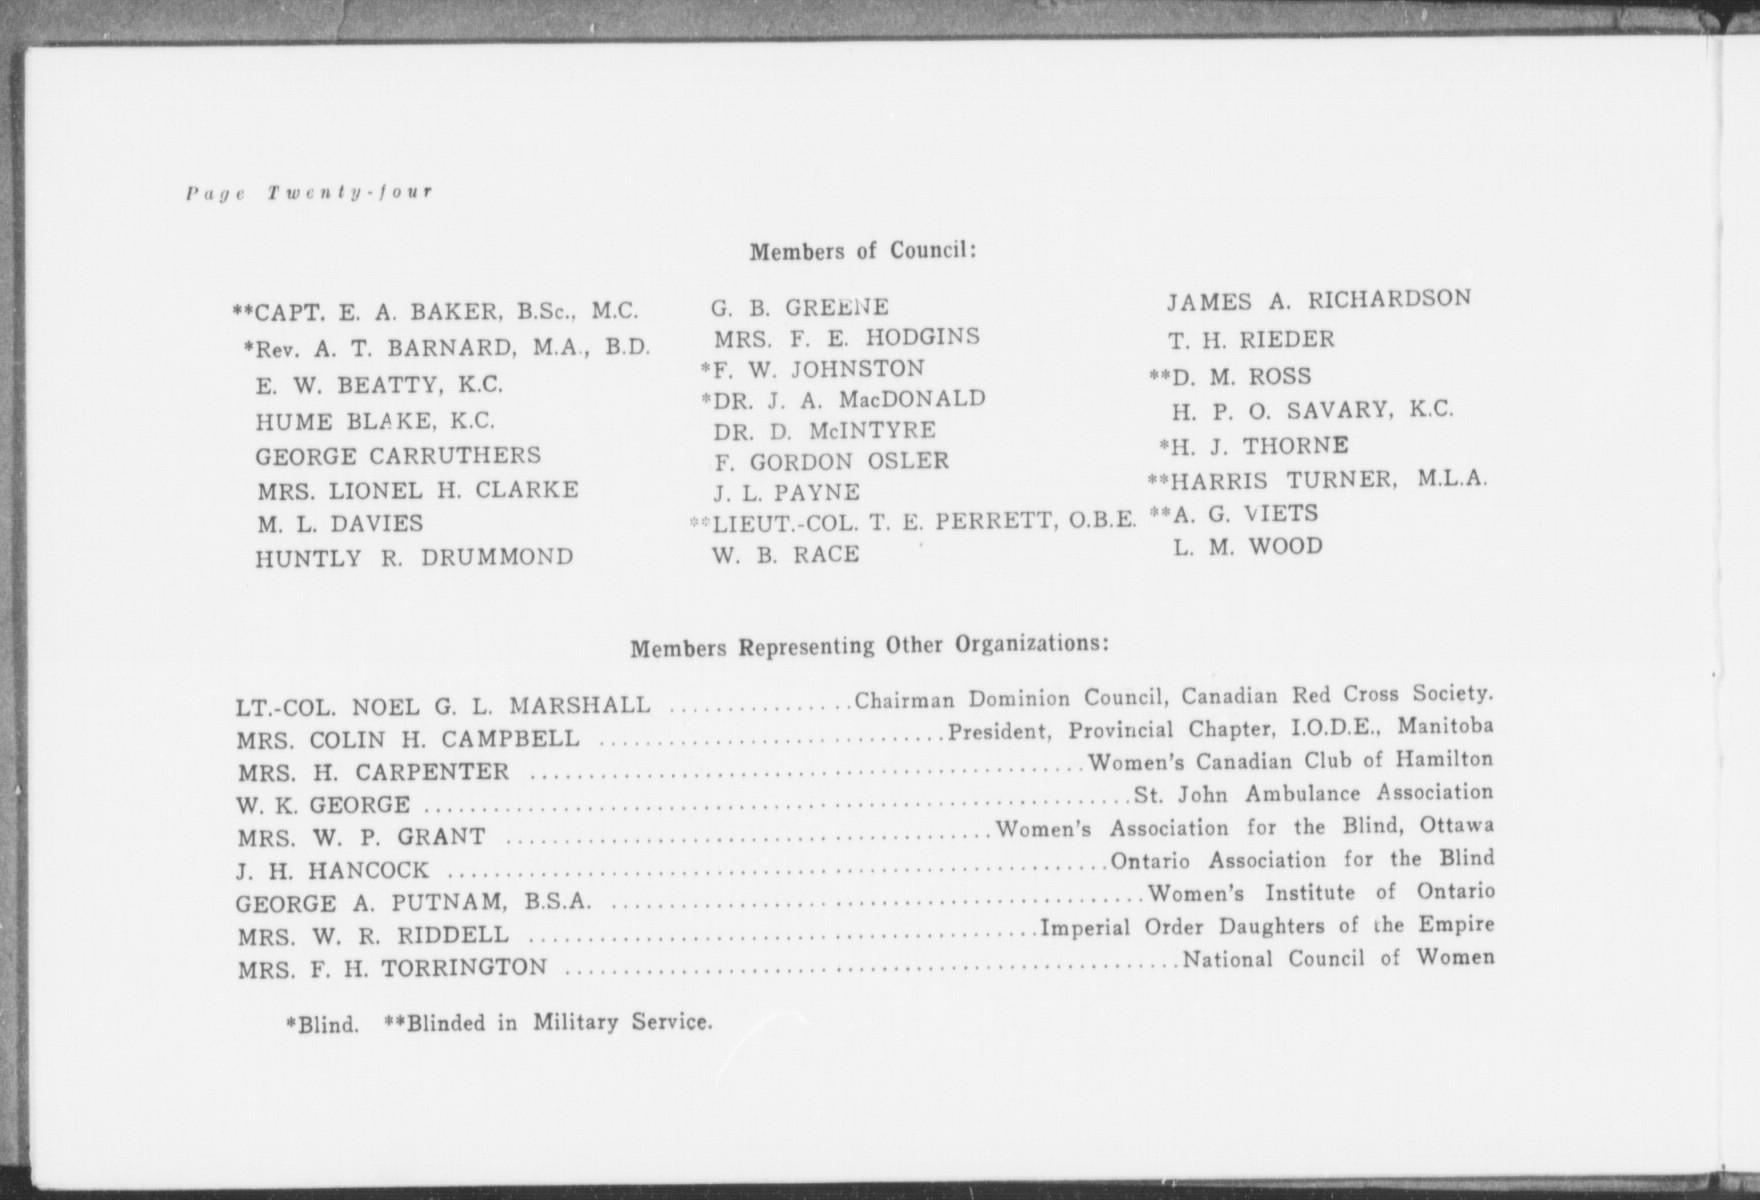 Page Twenty-four
Members of Council:
**CAPT. E. A. BAKER, B.Sc., M.C.
*Rev. A. T. BARNARD, M.A., B.D.
E. W. BEATTY, K.C.
HUME BLAKE, K.C.
GEORGE CARRUTHERS
MRS. LIONEL H. CLARKE
M. L. DAVIES
HUNTLY R. DRUMMOND
G. B. GREENE
MRS. F. E. HODGINS
*F. W. JOHNSTON
*DR. J. A. MacDONALD
DR. D. McINTYRE
F. GORDON OSLER
J. L. PAYNE
**LIEUT.-COL. T. E. PERRETT, O.B.E.
W. B. RACE
JAMES A. RICHARDSON
T. H. RIEDER
**D. M. ROSS
H. P. O. SAVARY, K.C.
*H. J. THORNE
**HARRIS TURNER, M.L.A.
**A. G. VIETS
L. M. WOOD
Members Representing Other Organizations:
LT.-COL. NOEL G. L. MARSHALL ................Chairman Dominion Council, Canadian Red Cross Society.
MRS. COLIN H. CAMPBELL ..............................President, Provincial Chapter, I.O.D.E., Manitoba
MRS. H. CARPENTER ................................................Women's Canadian Club of Hamilton
W. K. GEORGE .............................................................St. John Ambulance Association
MRS. W. P. GRANT ..........................................Women's Association for the Blind, Ottawa
J. H. HANCOCK .........................................................Ontario Association for the Blind
GEORGE A. PUTNAM, B.S.A. ..............................................Women's Institute of Ontario
MRS. W. R. RIDDELL ............................................Imperial Order Daughters of the Empire
MRS. F. H. TORRINGTON .....................................................National Council of Women
*Blind. **Blinded in Military Service.